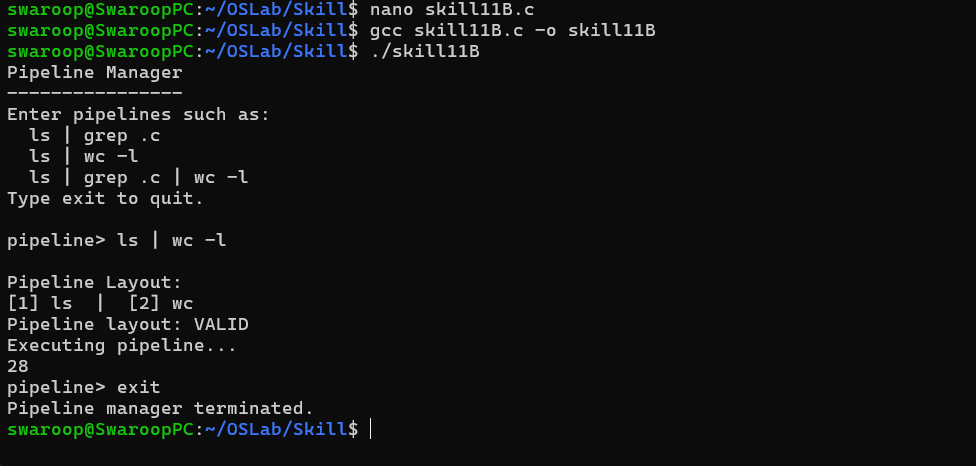 swaroop@SwaroopPC:~/OSLab/Skill$ nano skill11B.c
swaroop@SwaroopPC:~/OSLab/Skill$ gcc skill11B.c -o skill11B
swaroop@SwaroopPC:~/OSLab/Skill$ ./skill11B
Pipeline Manager
----------------
Enter pipelines such as:
  ls | grep .c
  ls | wc -l
  ls | grep .c | wc -l
Type exit to quit.

pipeline> ls | wc -l

Pipeline Layout:
[1] ls  |  [2] wc
Pipeline layout: VALID
Executing pipeline...
28
pipeline> exit
Pipeline manager terminated.
swaroop@SwaroopPC:~/OSLab/Skill$